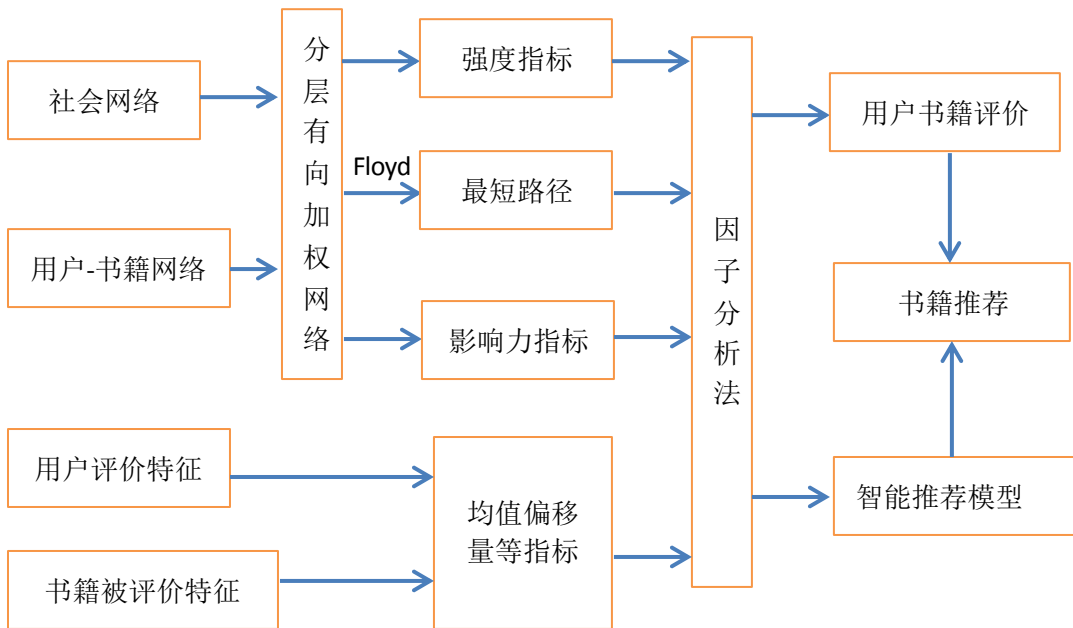 社会网络
用户-书籍网络
分层有向加权网络
Floyd
强度指标
最短路径
影响力指标
用户评价特征
书籍被评价特征
均值偏移
量等指标
因子分析法
用户书籍评价
书籍推荐
智能推荐模型